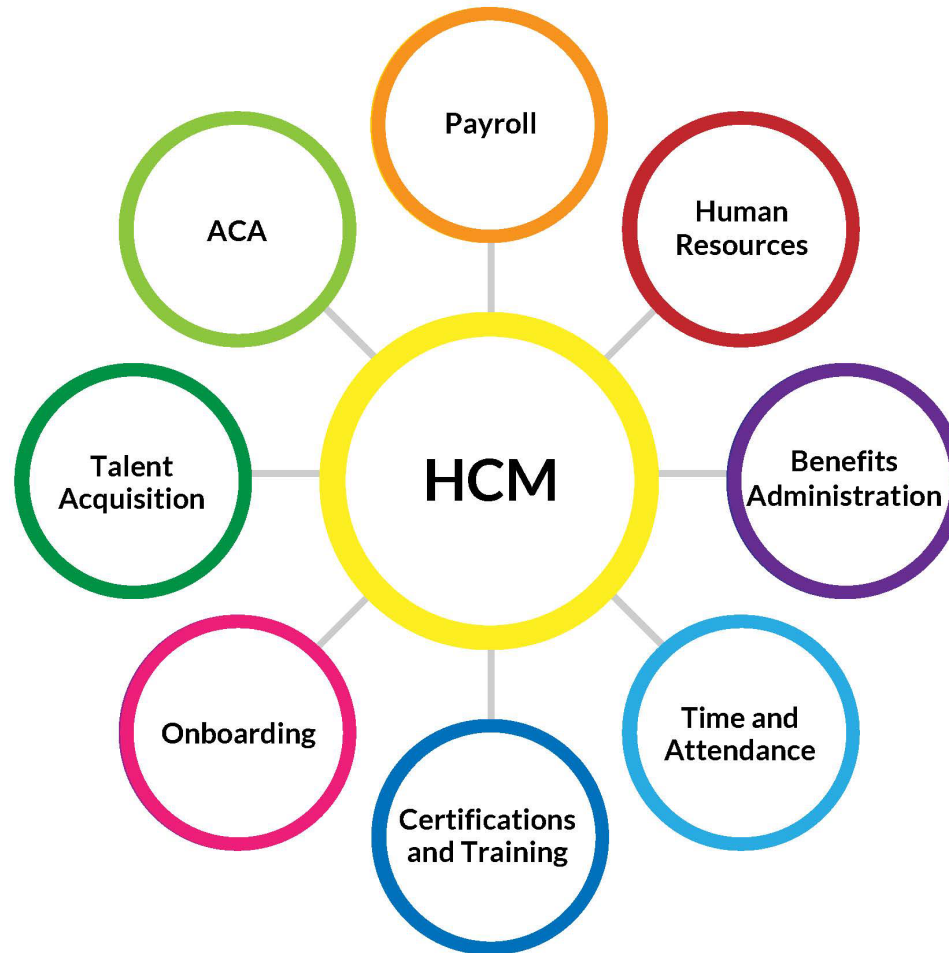 Payroll
Human
Resources
ACA
HCM
Talent
Acquisition
Benefits
Administration
Onboarding
Time and
Attendance
Certifications
and Training